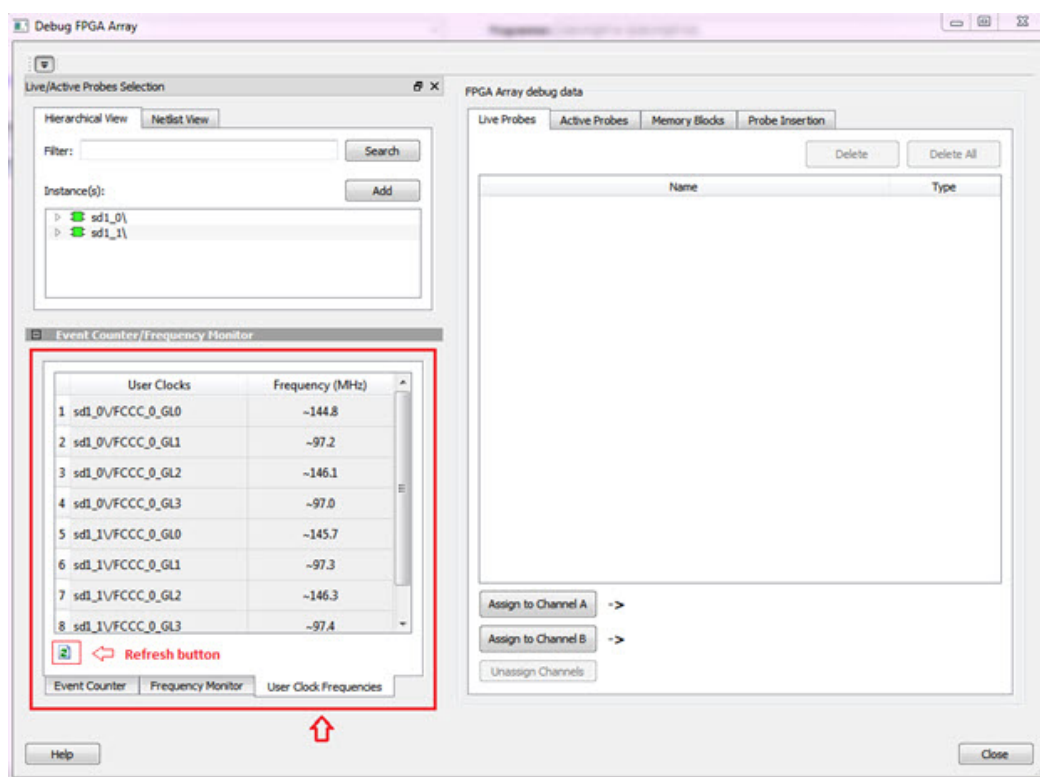 Debug FPGA Array
Live/Active Probes Selection
Hierarchical View Netlist View
Filter: Search
Instance(s): Add
sd1_0\
sd1_1\
Event Counter/Frequency Monitor
User Clocks Frequency (MHz)
1 sd1_0\/FCCC_0_GL0 ~144.8
2 sd1_0\/FCCC_0_GL1 ~97.2
3 sd1_0\/FCCC_0_GL2 ~146.1
4 sd1_0\/FCCC_0_GL3 ~97.0
5 sd1_1\/FCCC_0_GL0 ~145.7
6 sd1_1\/FCCC_0_GL1 ~97.3
7 sd1_1\/FCCC_0_GL2 ~146.3
8 sd1_1\/FCCC_0_GL3 ~97.4
Refresh button
Event Counter Frequency Monitor User Clock Frequencies
FPGA Array debug data
Live Probes Active Probes Memory Blocks Probe Insertion
Delete Delete All
Name Type
Assign to Channel A ->
Assign to Channel B ->
Unassign Channels
Help Close